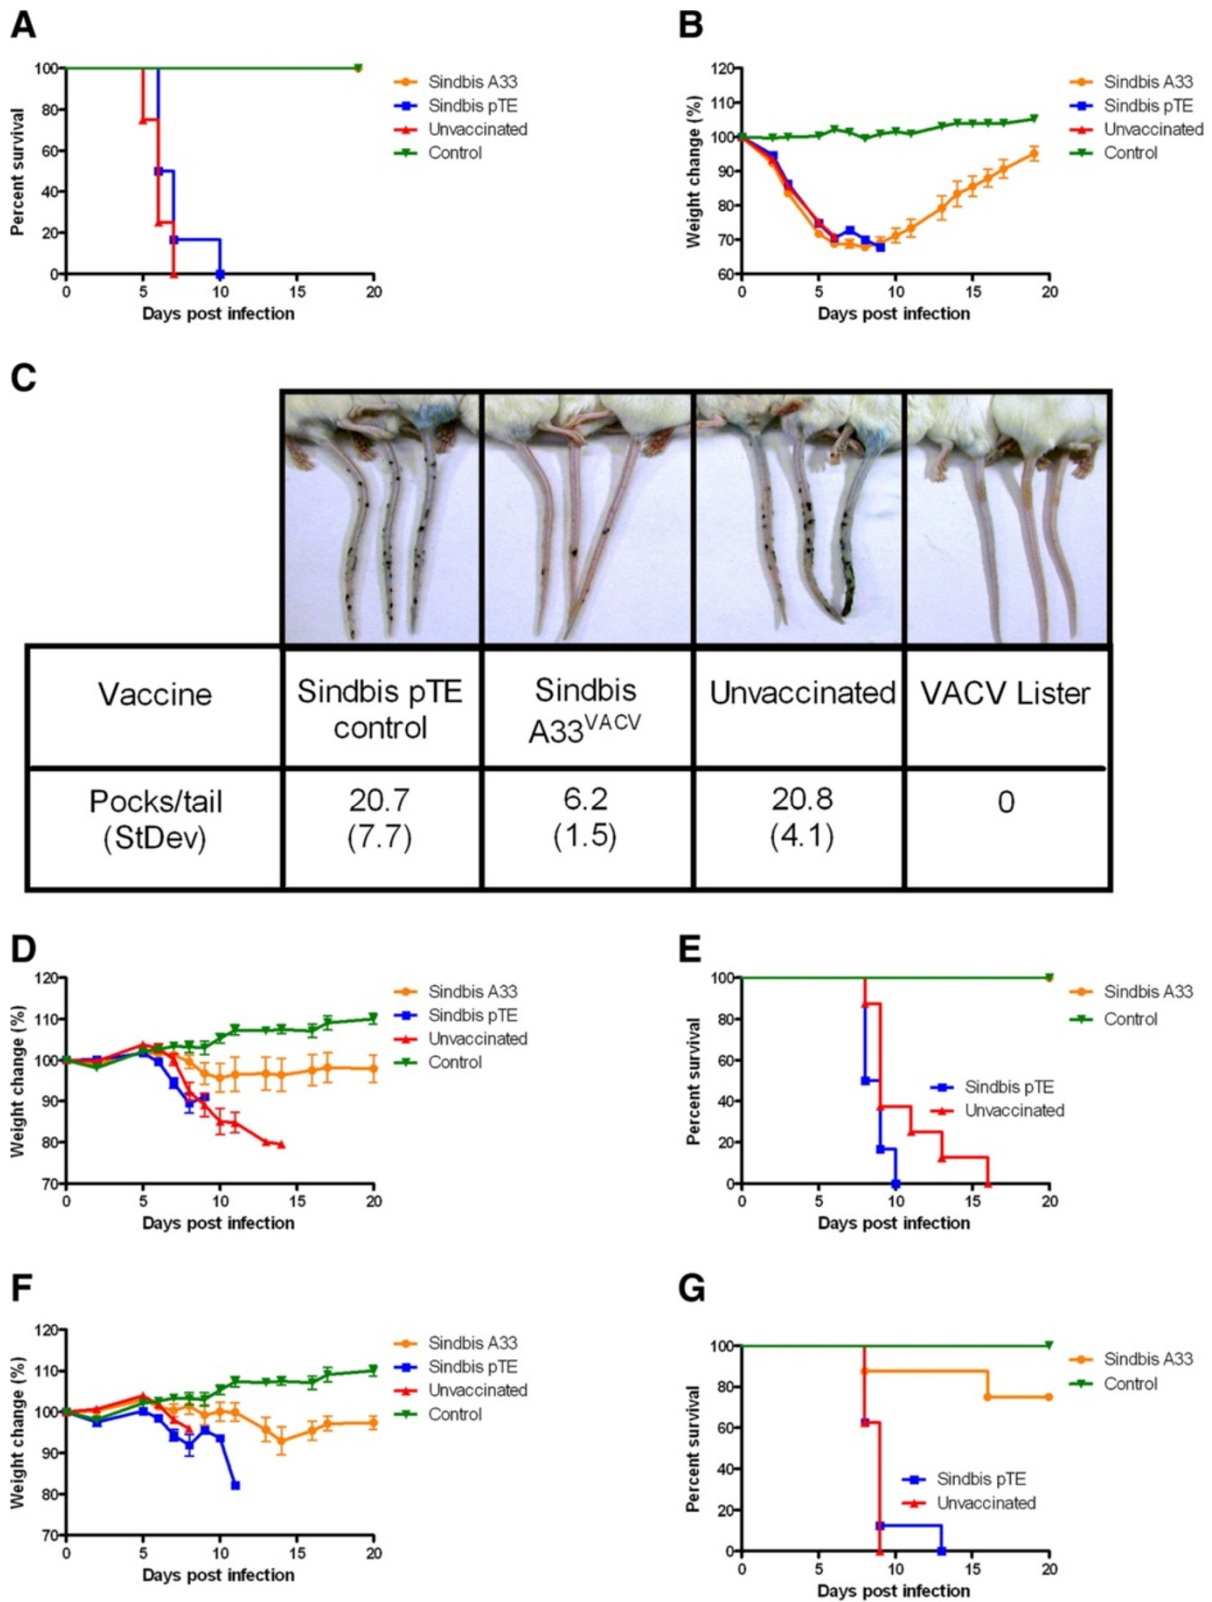 A
Percent survival
100
80
60
40
20
0
0 5 10 15 20
Days post infection
Sindbis A33
Sindbis pTE
Unvaccinated
Control
B
Weight change (%)
120
110
100
90
80
70
60
0 5 10 15 20
Days post infection
Sindbis A33
Sindbis pTE
Unvaccinated
Control
C
Vaccine
Sindbis pTE
control
Sindbis
A33VACV
Unvaccinated
VACV Lister
Pocks/tail
(StDev)
20.7
(7.7)
6.2
(1.5)
20.8
(4.1)
0
D
Weight change (%)
120
110
100
90
80
70
0 5 10 15 20
Days post infection
Sindbis A33
Sindbis pTE
Unvaccinated
Control
E
Percent survival
100
80
60
40
20
0
0 5 10 15 20
Days post infection
Sindbis A33
Control
Sindbis pTE
Unvaccinated
F
Weight change (%)
120
110
100
90
80
70
0 5 10 15 20
Days post infection
Sindbis A33
Sindbis pTE
Unvaccinated
Control
G
Percent survival
100
80
60
40
20
0
0 5 10 15 20
Days post infection
Sindbis A33
Control
Sindbis pTE
Unvaccinated